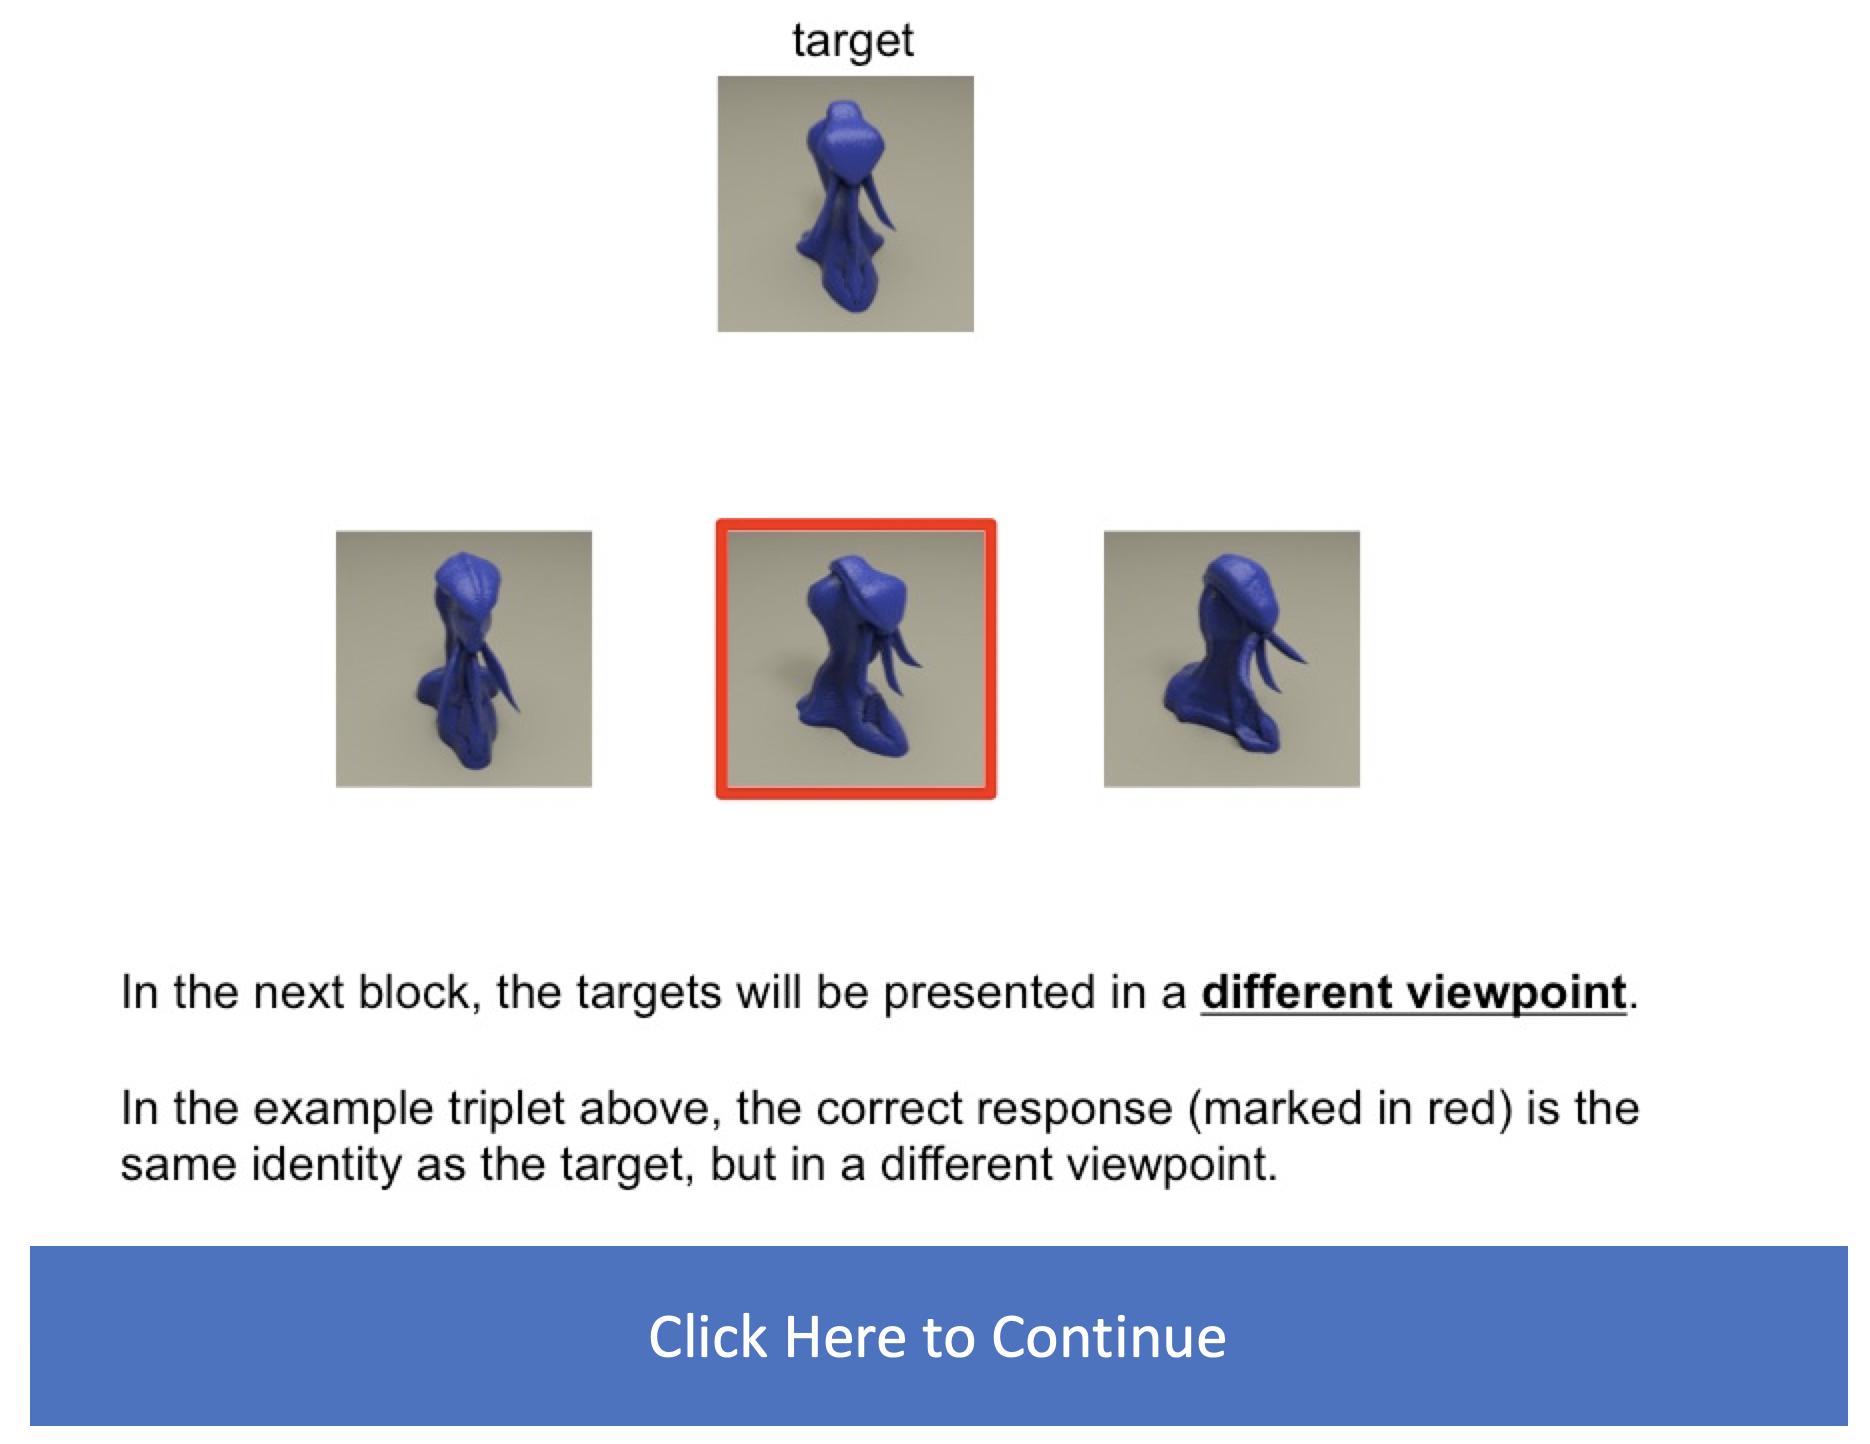 target
In the next block, the targets will be presented in a different viewpoint.
In the example triplet above, the correct response (marked in red) is the
same identity as the target, but in a different viewpoint.
Click Here to Continue